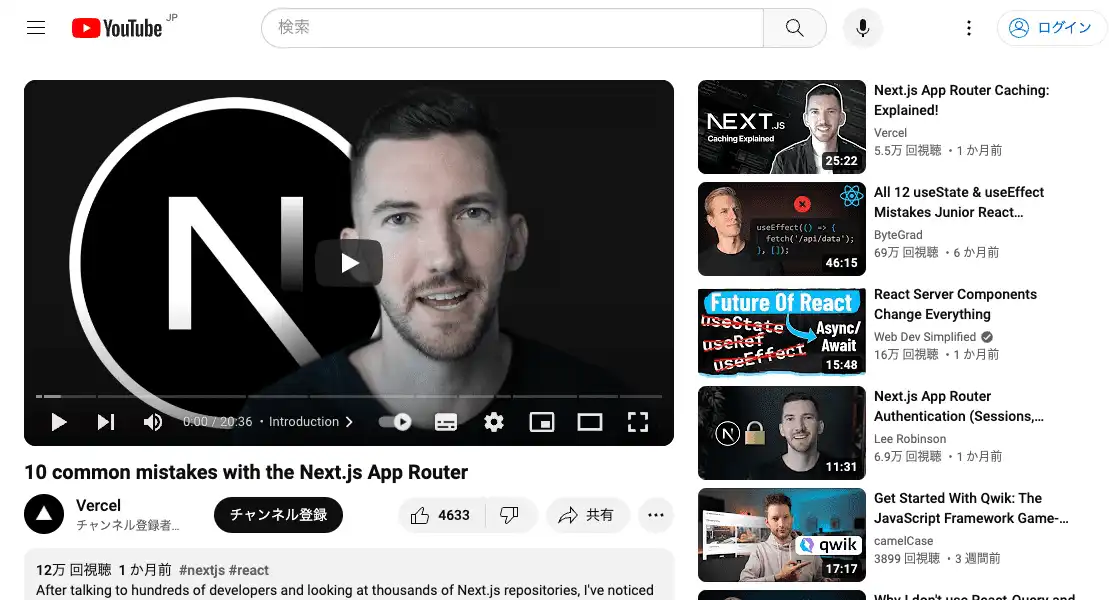 YouTube JP
検索
ログイン
N
0:00 / 20:36 • Introduction
10 common mistakes with the Next.js App Router
Vercel
チャンネル登録者...
チャンネル登録
4633
共有
12万 回視聴 1 か月前 #nextjs #react
After talking to hundreds of developers and looking at thousands of Next.js repositories, I've noticed
NEXT.JS
Caching Explained
25:22
Next.js App Router Caching:
Explained!
Vercel
5.5万 回視聴 ・1 か月前
useEffect(() => {
fetch('/api/data');
}, []);
46:15
All 12 useState & useEffect
Mistakes Junior React...
ByteGrad
69万 回視聴 ・6 か月前
Future Of React
useState
useRef
useEffect
Async/
Await
15:48
React Server Components
Change Everything
Web Dev Simplified
16万 回視聴 ・1 か月前
N
11:31
Next.js App Router
Authentication (Sessions,...
Lee Robinson
6.9万 回視聴 ・1 か月前
qwik
17:17
Get Started With Qwik: The
JavaScript Framework Game-...
camelCase
3899 回視聴 ・3 週間前
Why I don't use React-Query and